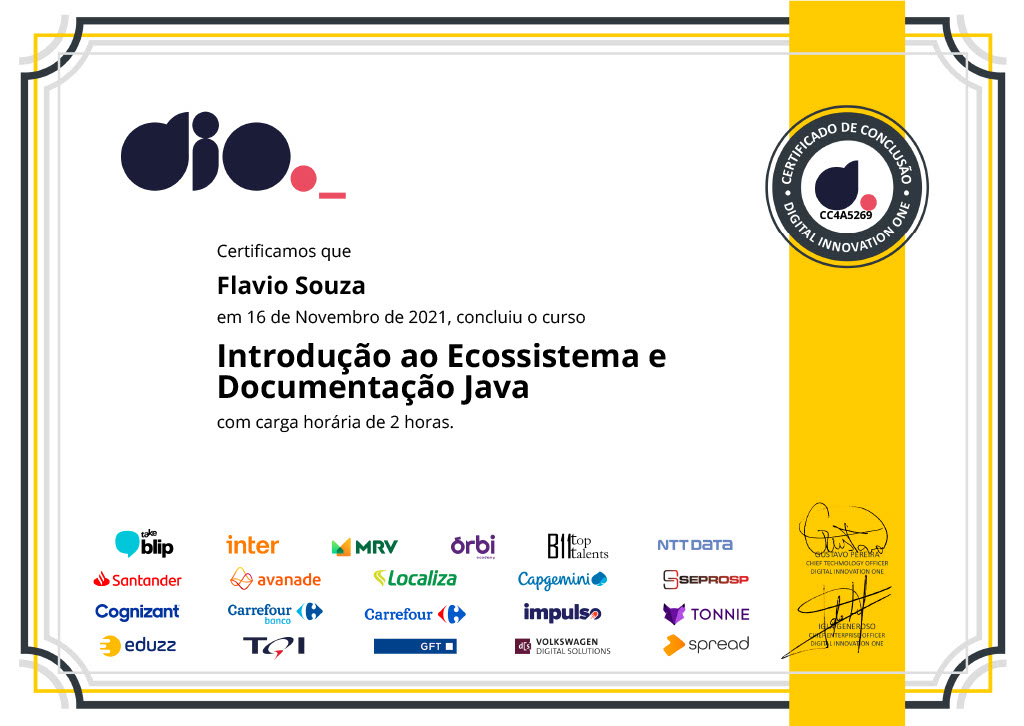 dio._
CERTIFICADO DE CONCLUSÃO
CC4A5269
DIGITAL INNOVATION ONE
Certificamos que
Flavio Souza
em 16 de Novembro de 2021, concluiu o curso
Introdução ao Ecossistema e
Documentação Java
com carga horária de 2 horas.
take blip
inter
MRV
órbi academy
B11 top talents
NTT DATA
Santander
avanade
Localiza
Capgemini
SEPROSP
Cognizant
Carrefour banco
Carrefour
impulso
TONNIE
eduzz
TQI
GFT
ds VOLKSWAGEN DIGITAL SOLUTIONS
spread
GUSTAVO PEREIRA
CHIEF TECHNOLOGY OFFICER
DIGITAL INNOVATION ONE
GENEROSO
CHIEF ENTERPRISE OFFICER
DIGITAL INNOVATION ONE